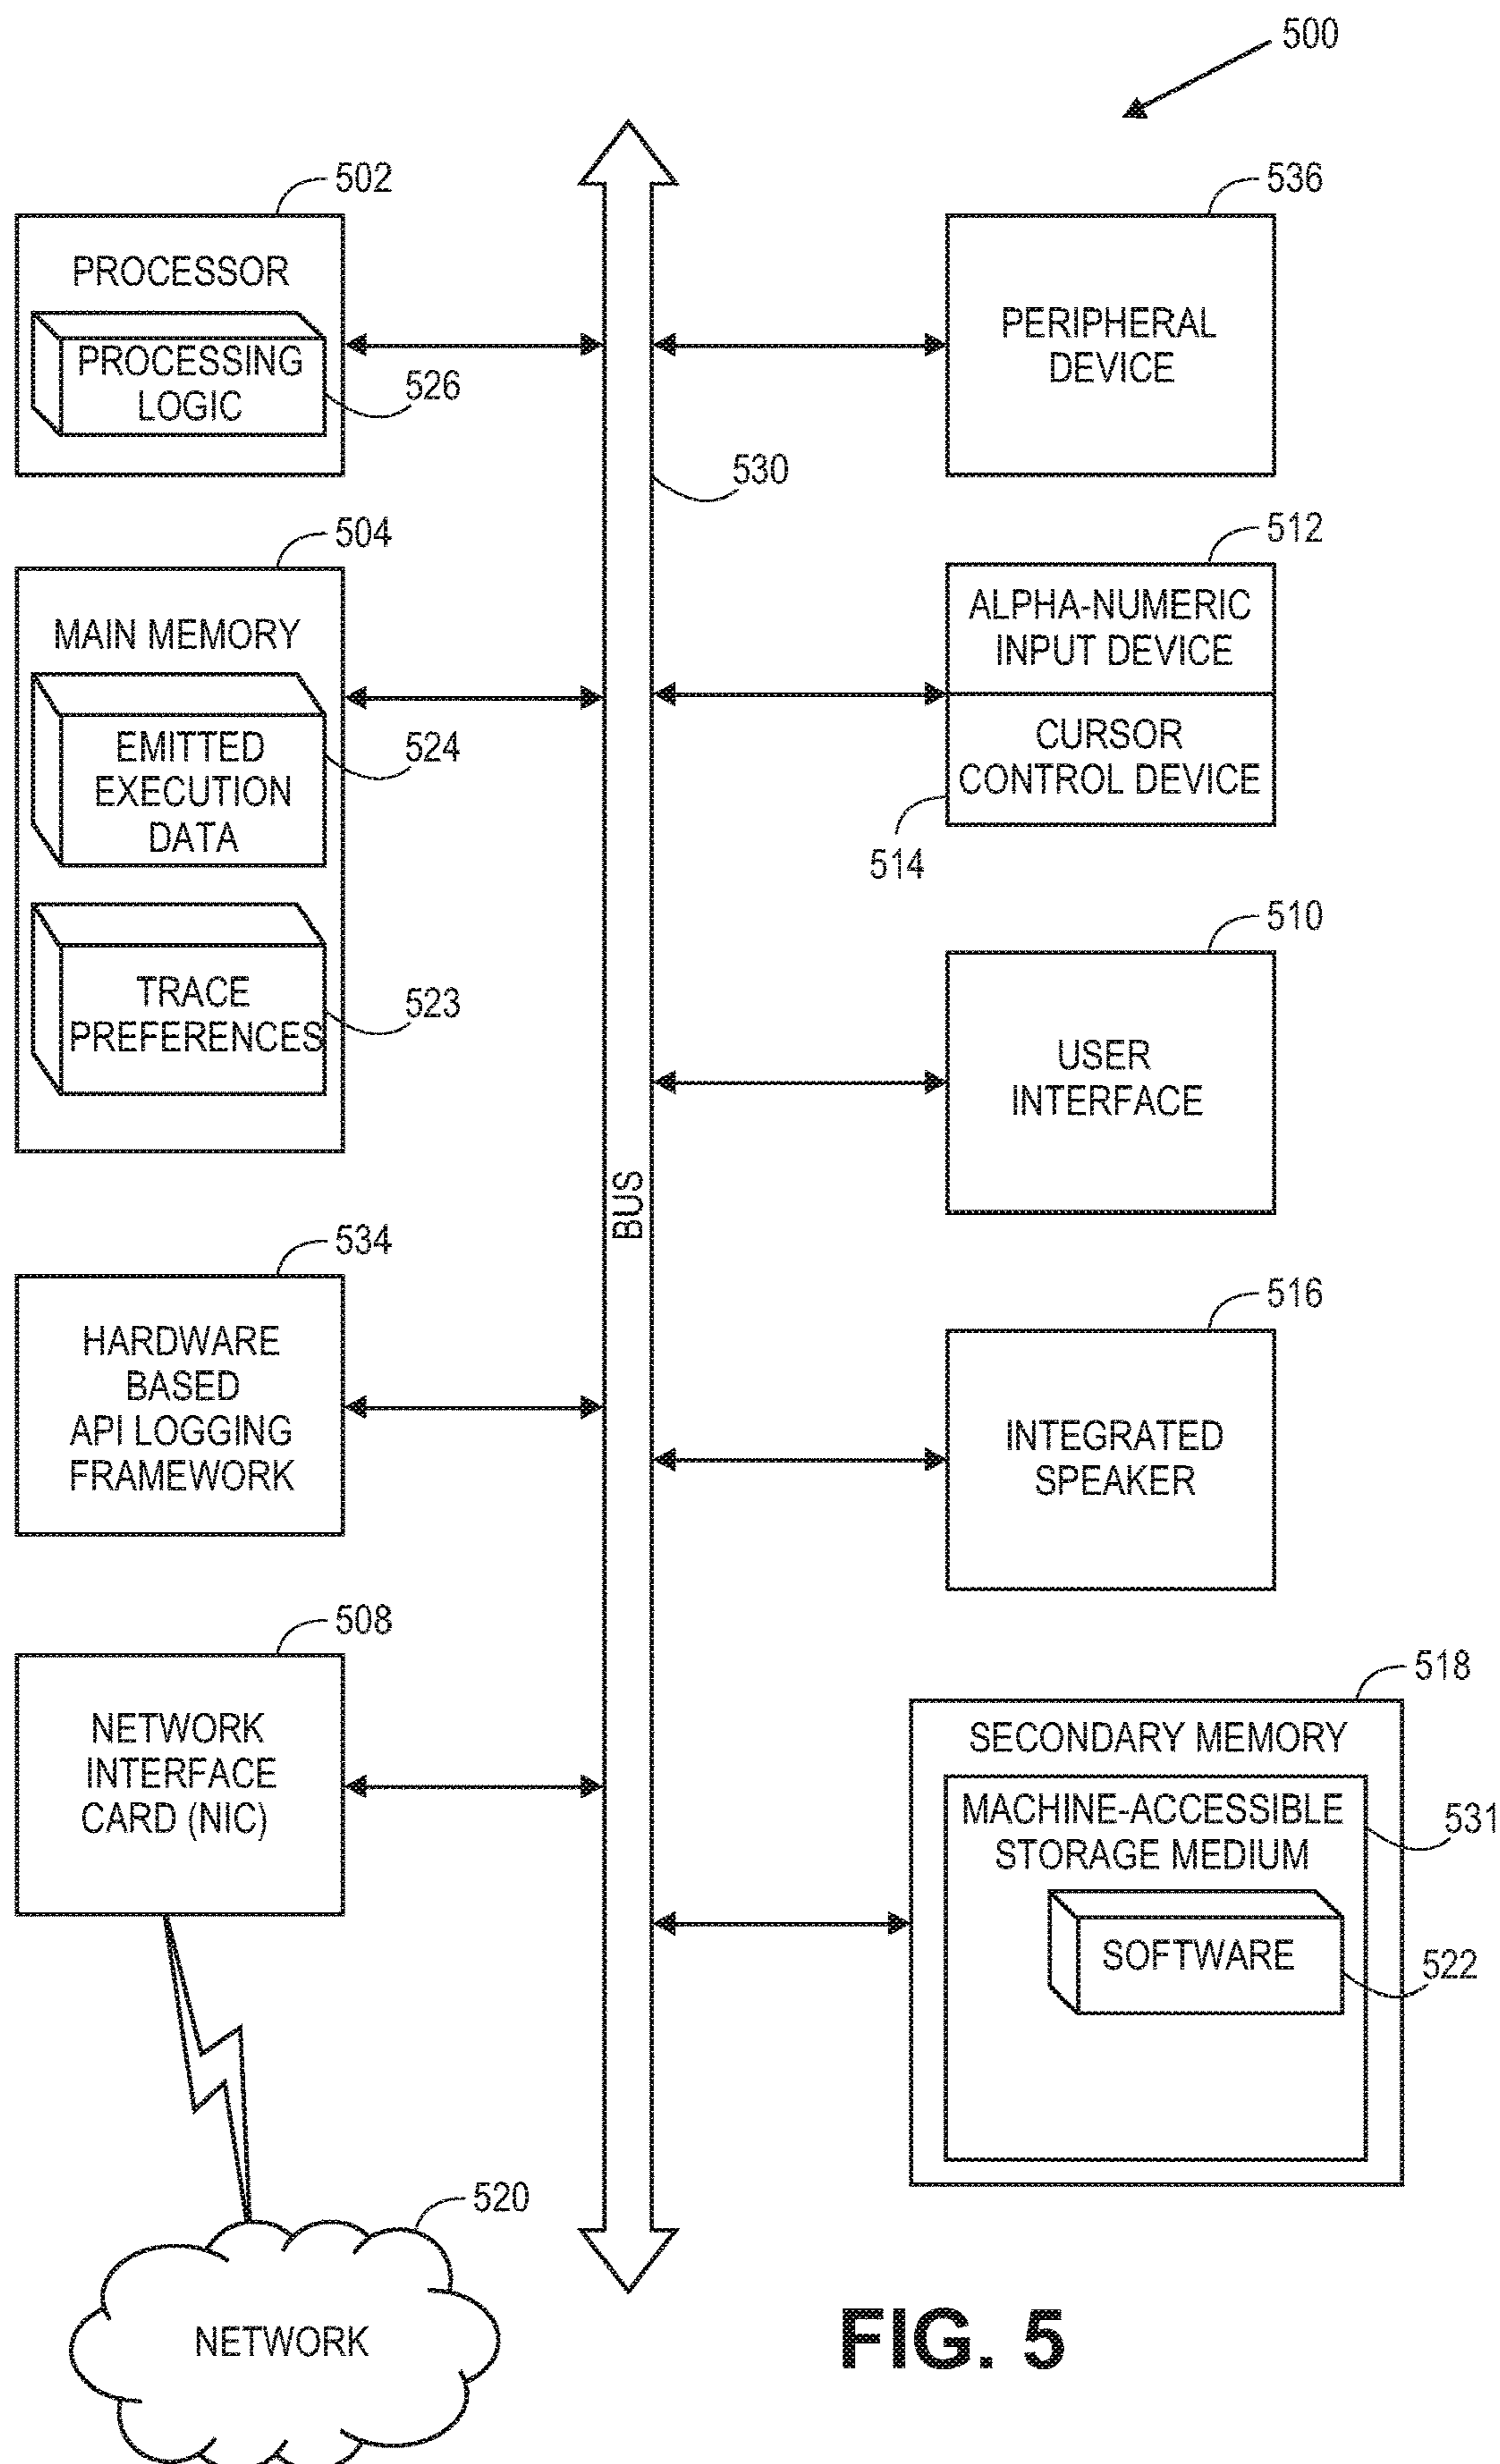 500
502
PROCESSOR
PROCESSING
LOGIC
526
504
MAIN MEMORY
EMITTED
EXECUTION
DATA
524
TRACE
PREFERENCES
523
534
HARDWARE
BASED
API LOGGING
FRAMEWORK
508
NETWORK
INTERFACE
CARD (NIC)
520
NETWORK
BUS
530
536
PERIPHERAL
DEVICE
512
ALPHA-NUMERIC
INPUT DEVICE
CURSOR
CONTROL DEVICE
514
510
USER
INTERFACE
516
INTEGRATED
SPEAKER
518
SECONDARY MEMORY
MACHINE-ACCESSIBLE
STORAGE MEDIUM
531
SOFTWARE
522
FIG. 5